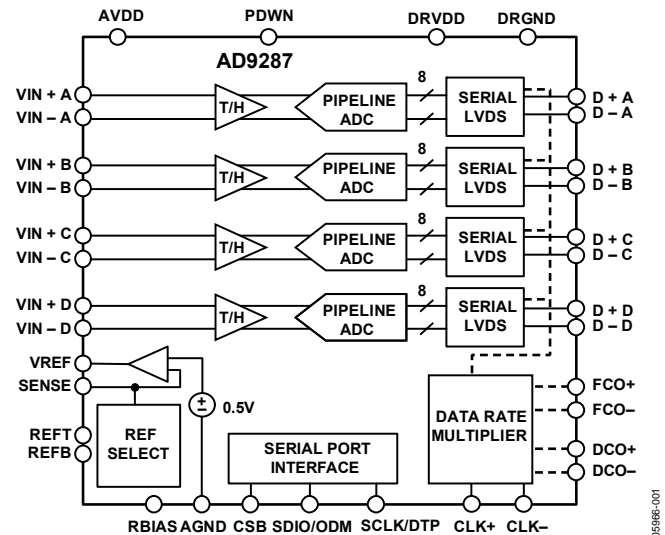 AVDD PDWN DRVDD DRGND
AD9287
VIN + A
VIN – A
T/H
PIPELINE
ADC
8
SERIAL
LVDS
D + A
D – A
VIN + B
VIN – B
T/H
PIPELINE
ADC
8
SERIAL
LVDS
D + B
D – B
VIN + C
VIN – C
T/H
PIPELINE
ADC
8
SERIAL
LVDS
D + C
D – C
VIN + D
VIN – D
T/H
PIPELINE
ADC
8
SERIAL
LVDS
D + D
D – D
VREF
SENSE
REFT
REFB
REF
SELECT
+
–
0.5V
SERIAL PORT
INTERFACE
DATA RATE
MULTIPLIER
FCO+
FCO–
DCO+
DCO–
RBIAS AGND CSB SDIO/ODM SCLK/DTP CLK+ CLK–
05966-001